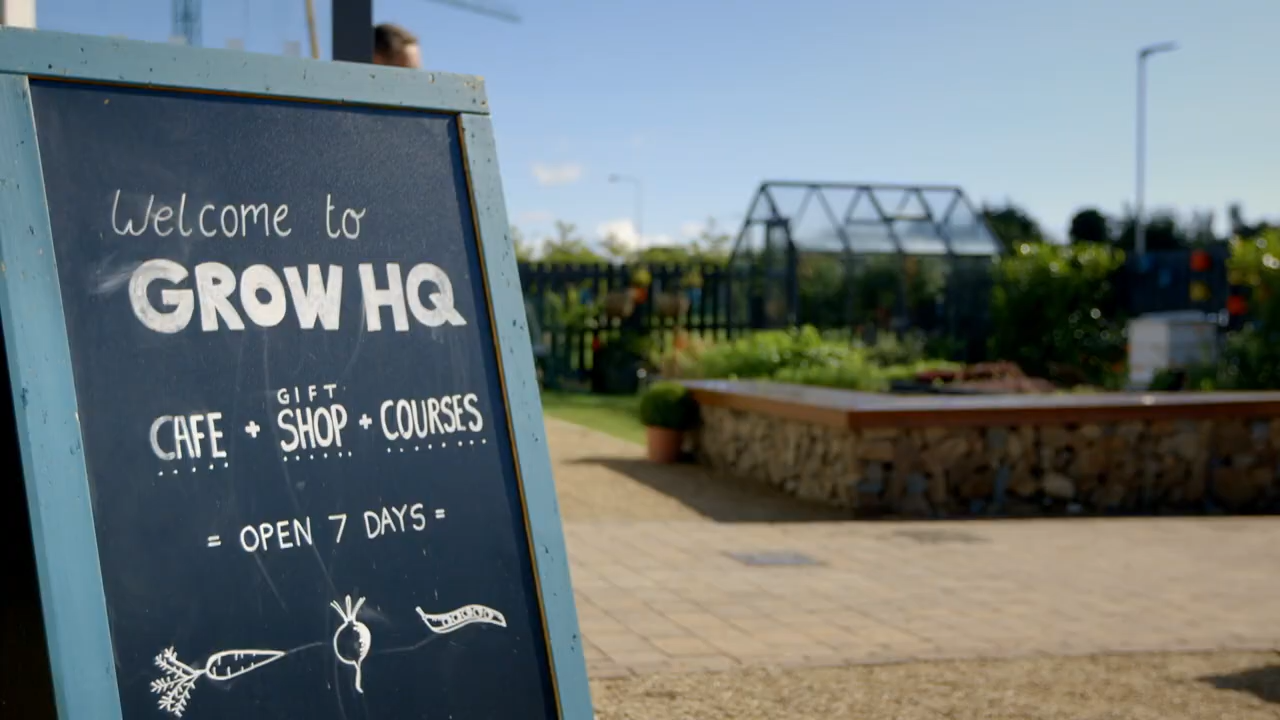 Welcome to
GROW HQ
GIFT
CAFE + SHOP + COURSES
= OPEN 7 DAYS =